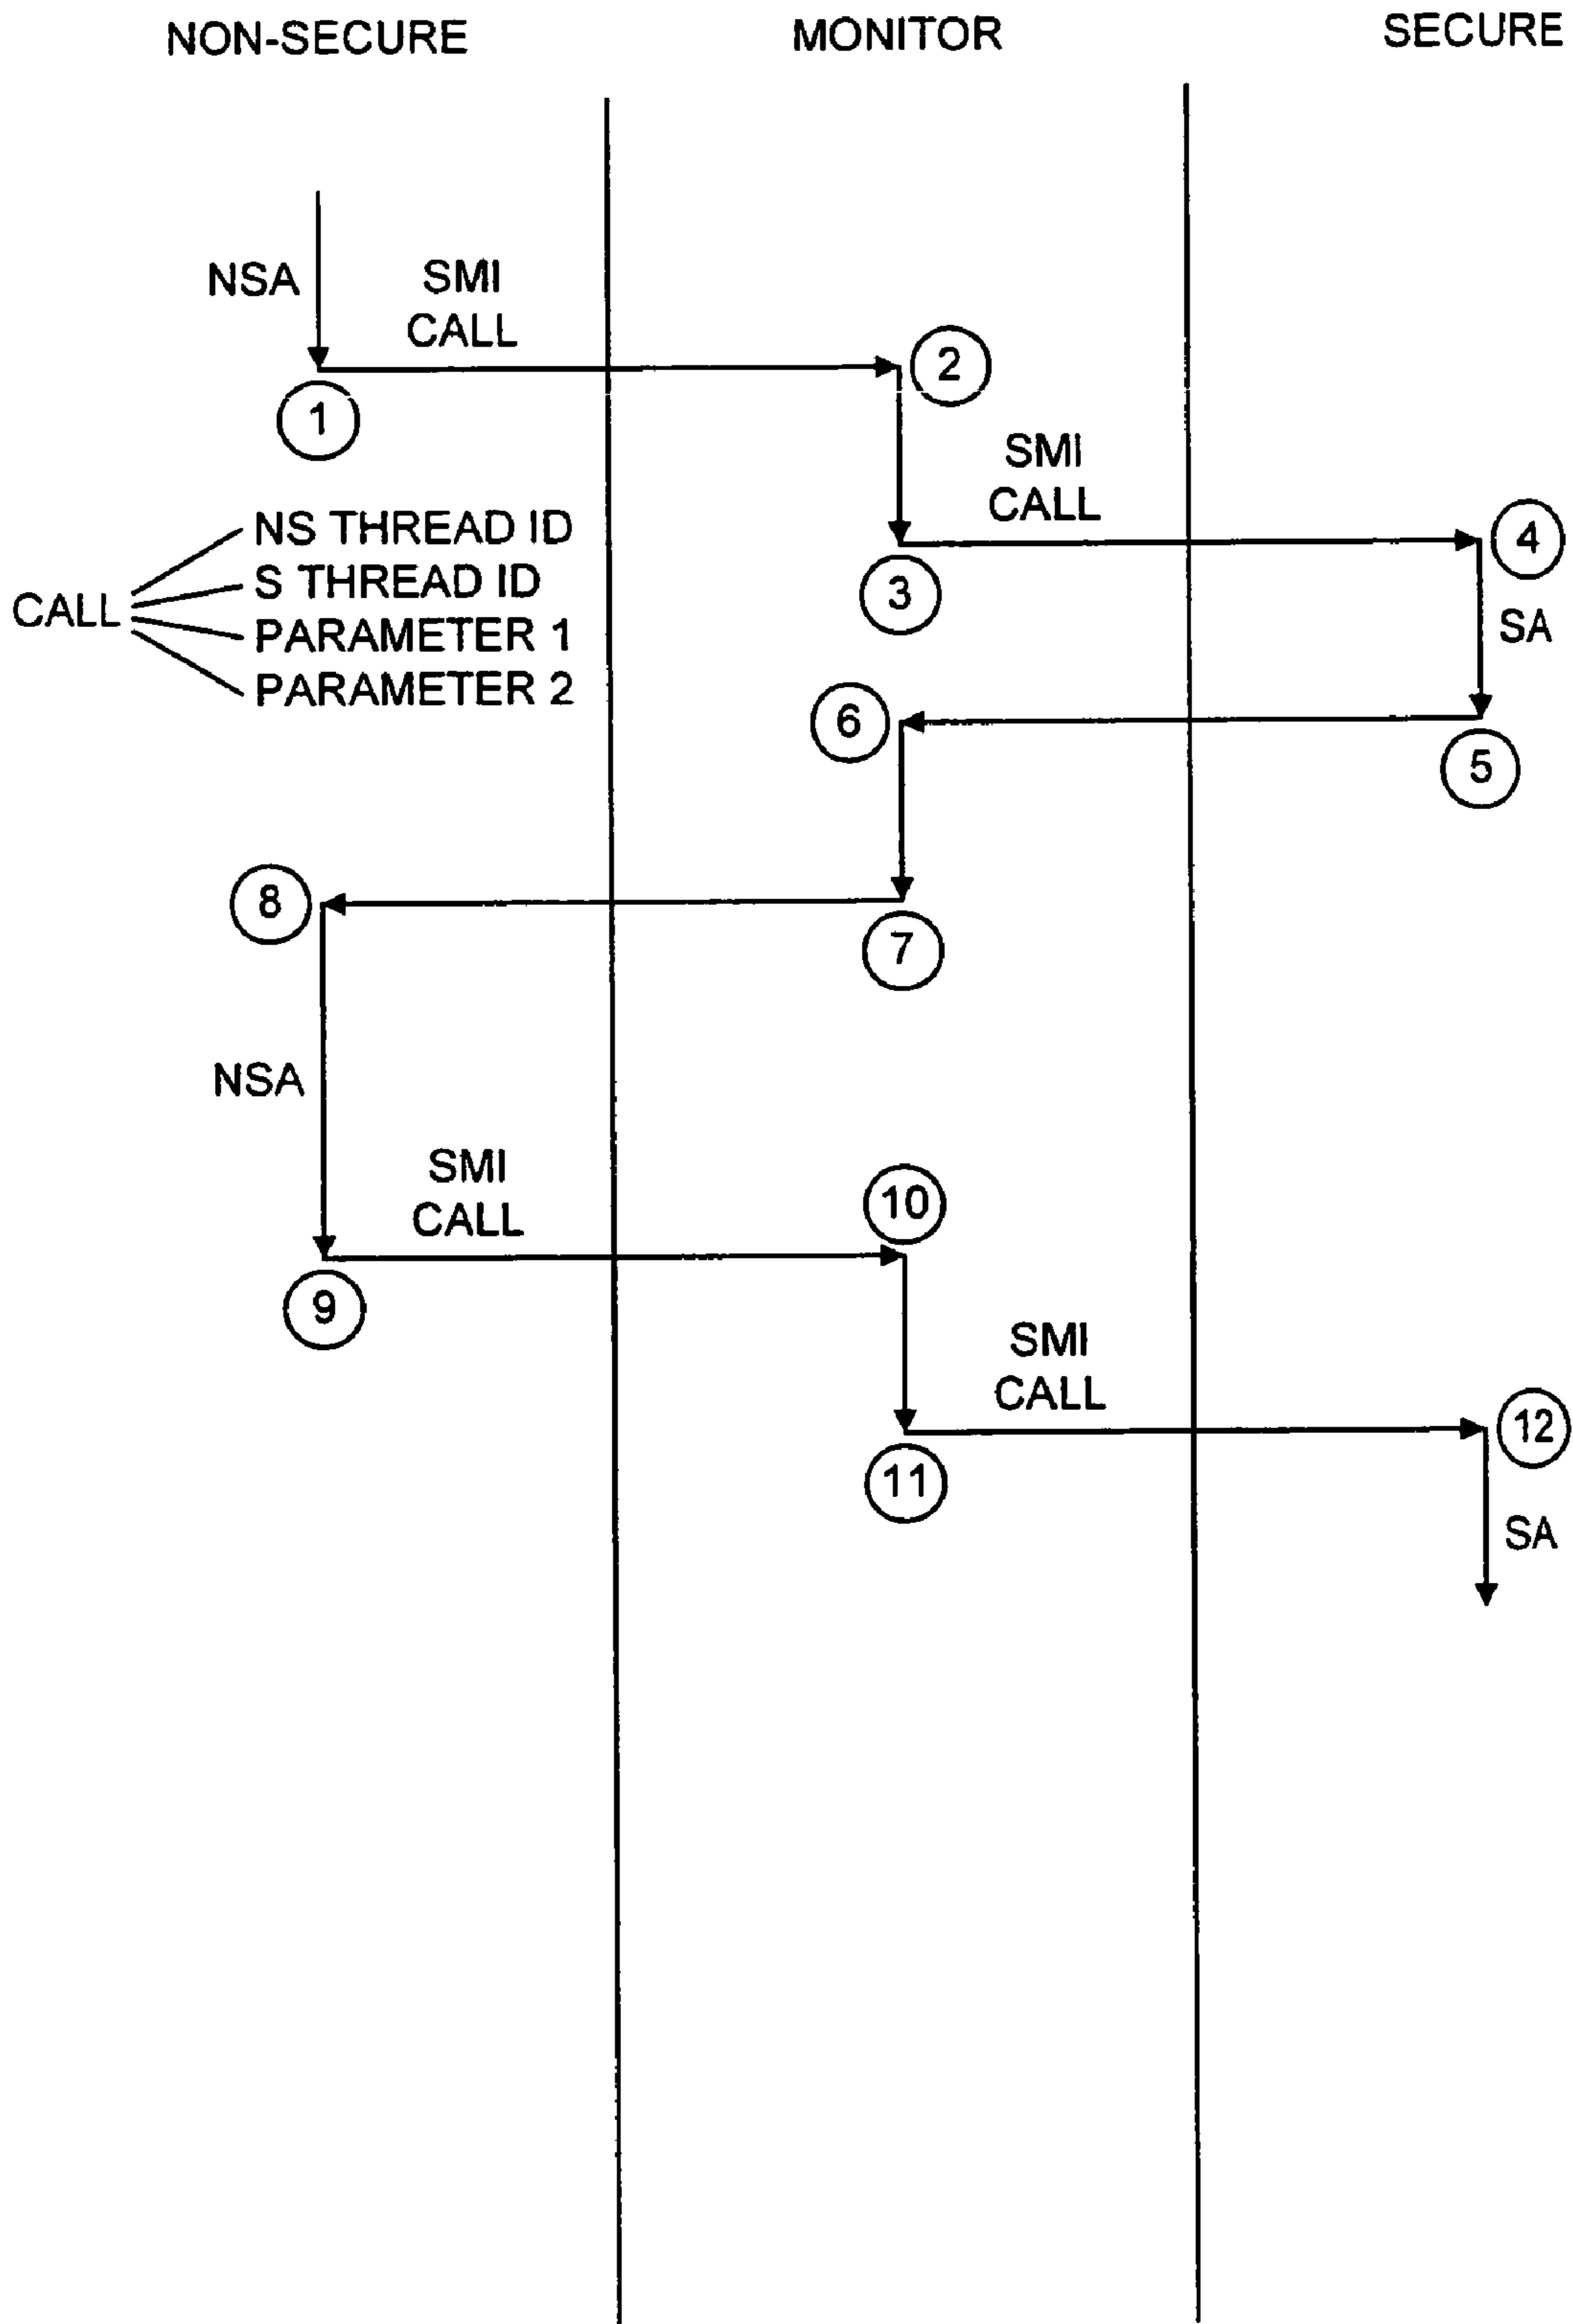 NON-SECURE
MONITOR
SECURE
NSA
SMI
CALL
2
1
SMI
CALL
4
3
CALL
NS THREAD ID
S THREAD ID
PARAMETER 1
PARAMETER 2
SA
6
5
8
7
NSA
SMI
CALL
10
9
SMI
CALL
12
11
SA